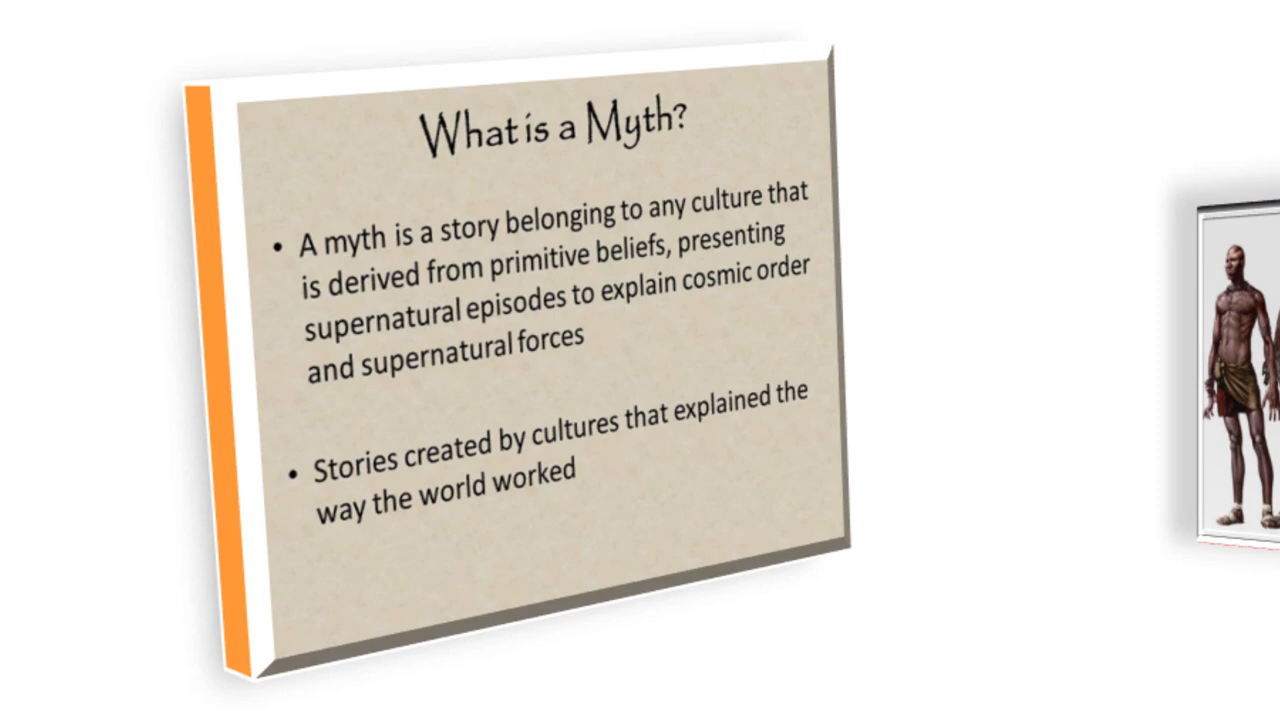 What is a Myth?
• A myth is a story belonging to any culture that
is derived from primitive beliefs, presenting
supernatural episodes to explain cosmic order
and supernatural forces
• Stories created by cultures that explained the
way the world worked